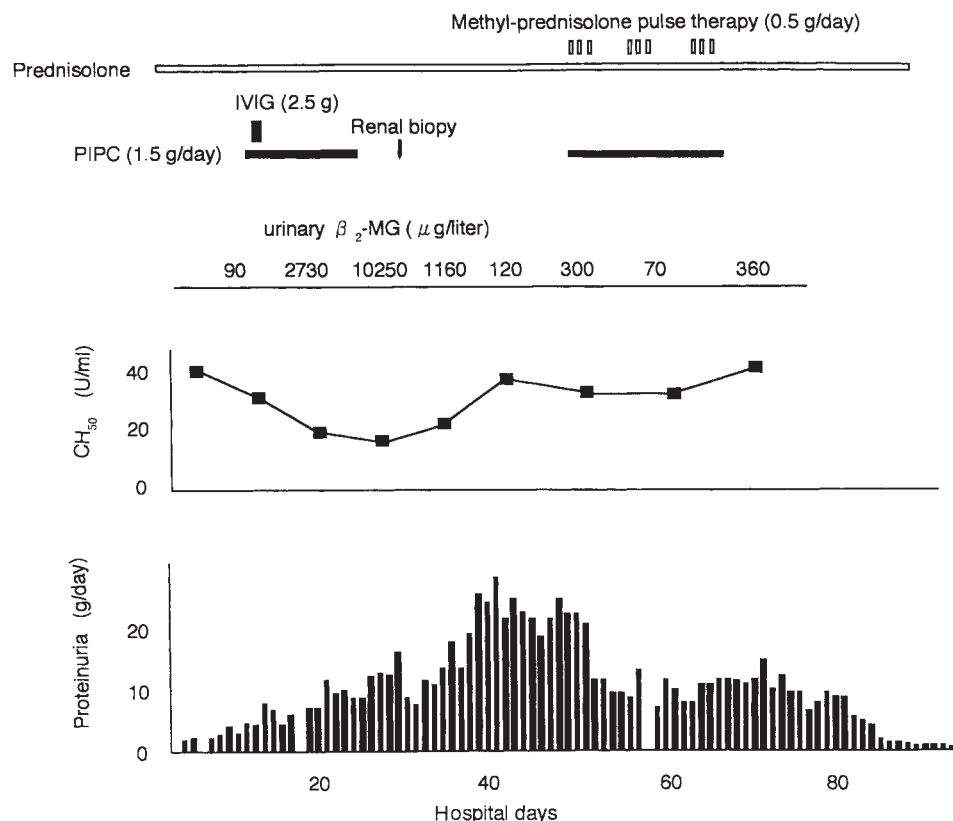 Methyl-prednisolone pulse therapy (0.5 g/day)
Prednisolone
IVIG (2.5 g)
Renal biopy
PIPC (1.5 g/day)
urinary β2-MG (μg/liter)
90 2730 10250 1160 120 300 70 360
CH50 (U/ml)
40
20
0
Proteinuria (g/day)
20
10
0
20 40 60 80
Hospital days